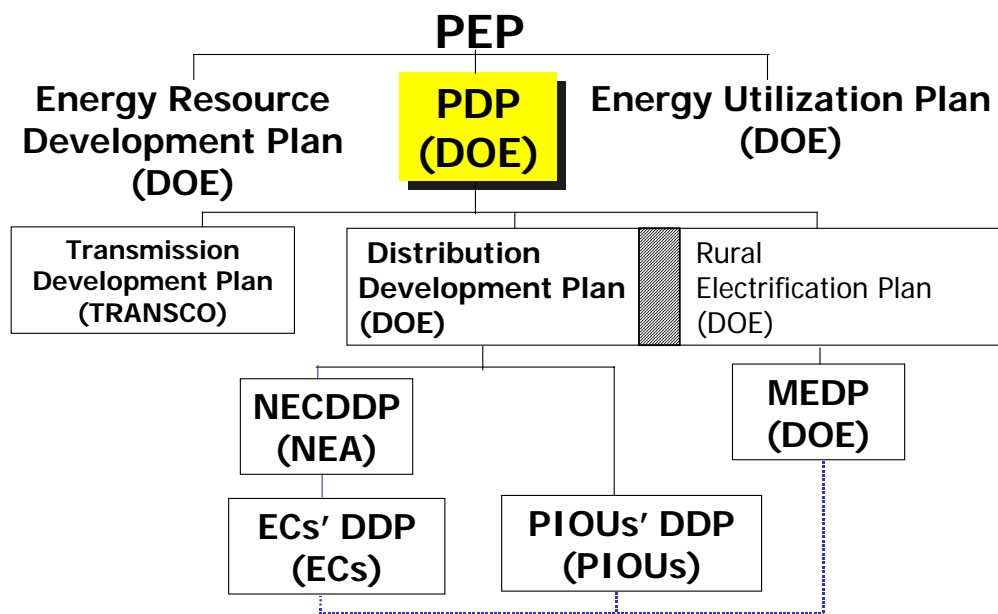 PEP
Energy Resource
Development Plan
(DOE)
PDP
(DOE)
Energy Utilization Plan
(DOE)
Transmission
Development Plan
(TRANSCO)
Distribution
Development Plan
(DOE)
Rural
Electrification Plan
(DOE)
NECDDP
(NEA)
MEDP
(DOE)
ECs’ DDP
(ECs)
PIOUs’ DDP
(PIOUs)